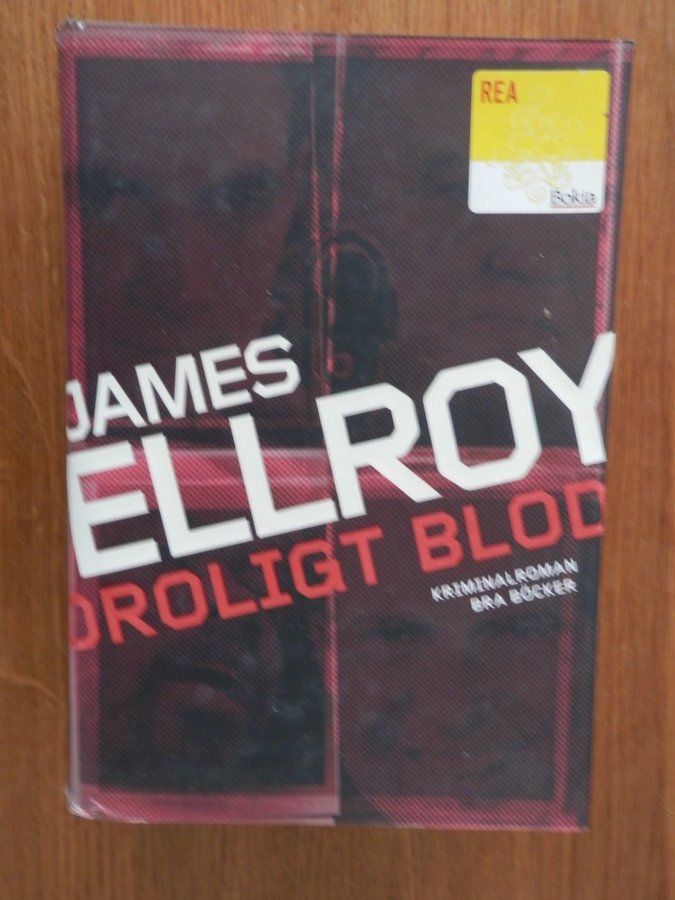 REA
Bokia
JAMES
ELLROY
OROLIGT BLOD
KRIMINALROMAN
BRA BÖCKER